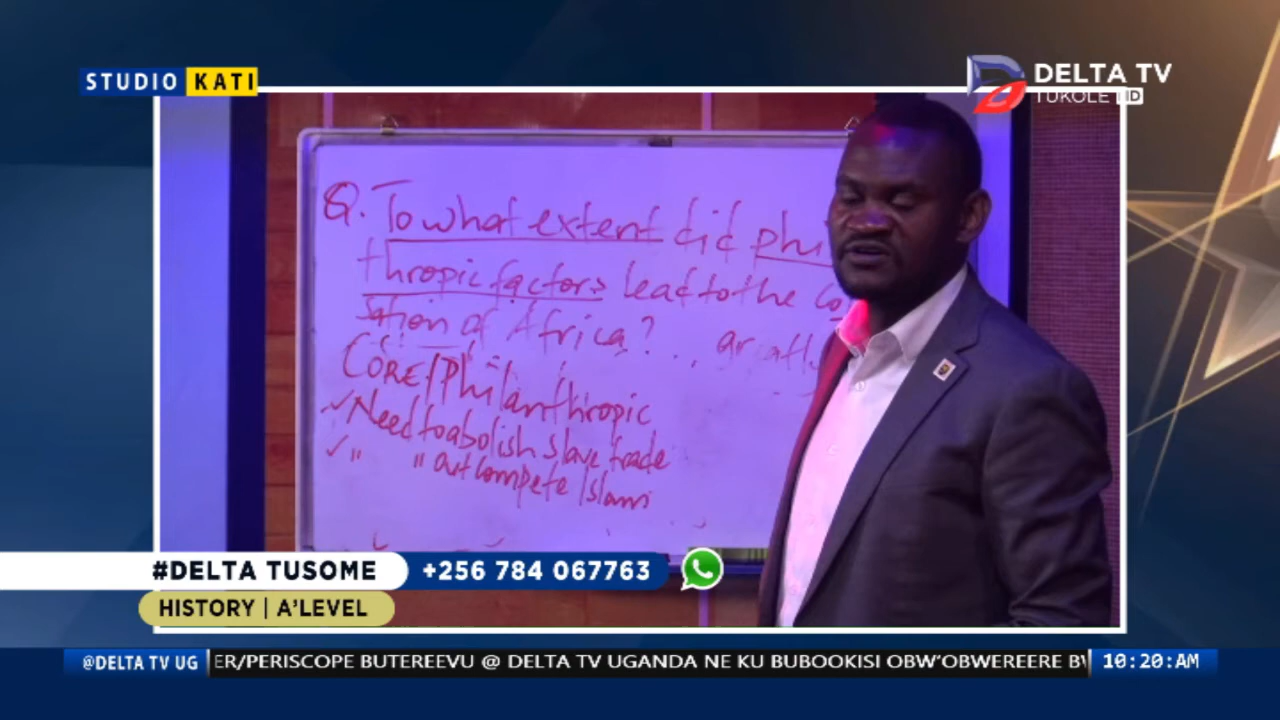 STUDIO KATI
DELTA TV
TUKOLE HD
Q. To what extent did phi
thropic factors lead to the Co
sation of Africa? .. greatly
CORE/Philanthropic
✓ Need to abolish slave trade
✓ " " out compete Islam
#DELTA TUSOME +256 784 067763
HISTORY | A'LEVEL
@DELTA TV UG ER/PERISCOPE BUTEREEVU @ DELTA TV UGANDA NE KU BUBOOKISI OBW'OBWEREERE 10:20:AM